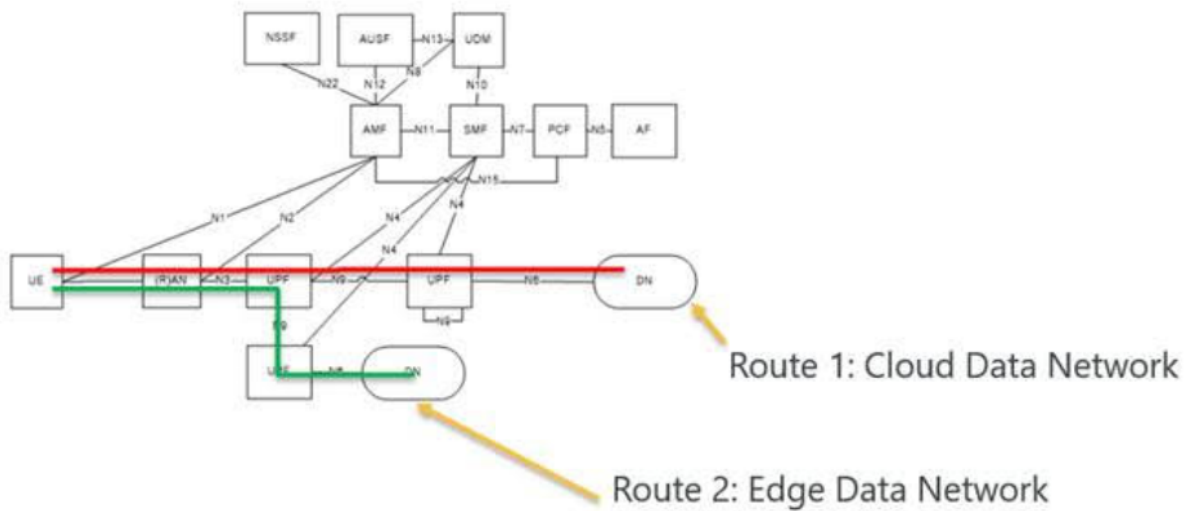 NSSF
AUSF
N13
UDM
N22
N12
N8
N10
AMF
N11
SMF
N7
PCF
N5
AF
N15
N1
N2
N4
N4
N4
UE
(R)AN
N3
UPF
N9
UPF
N6
DN
N9
N9
Route 1: Cloud Data Network
UPF
N6
DN
Route 2: Edge Data Network